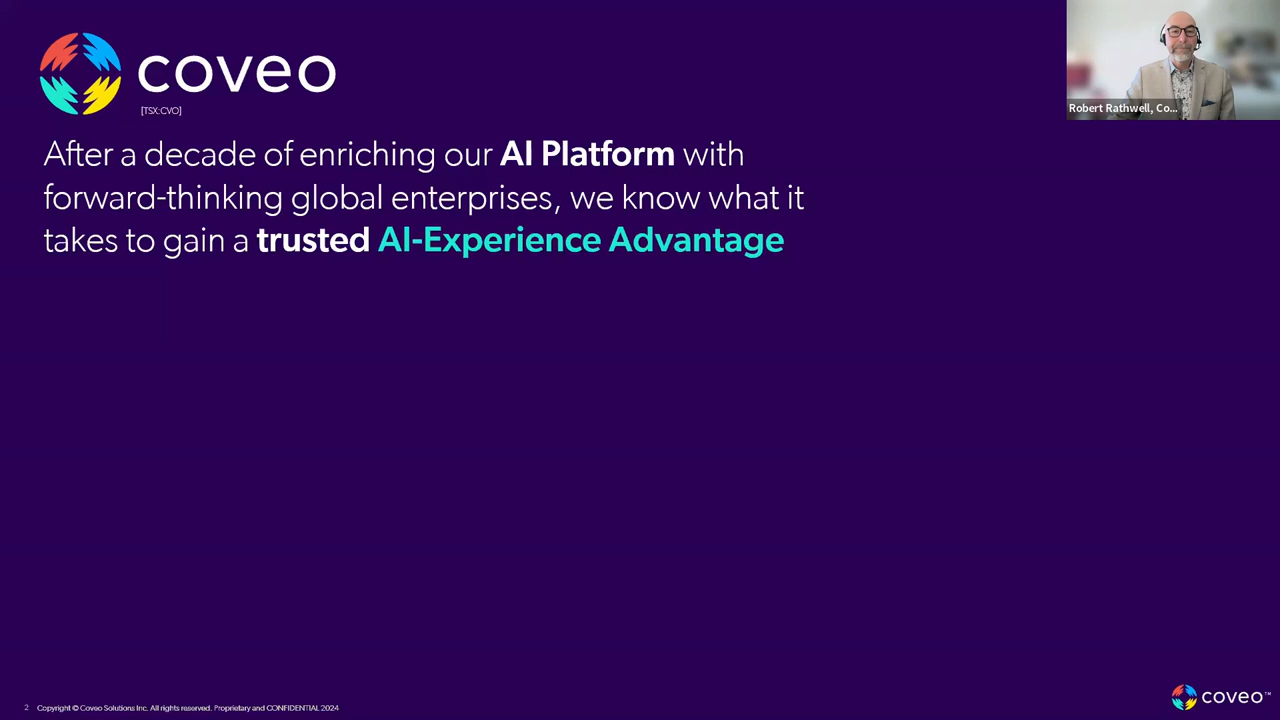 coveo
[TSX:CVO]
Robert Rathwell, Co...
After a decade of enriching our AI Platform with
forward-thinking global enterprises, we know what it
takes to gain a trusted AI-Experience Advantage
2 Copyright © Coveo Solutions Inc. All rights reserved. Proprietary and CONFIDENTIAL 2024
coveo™